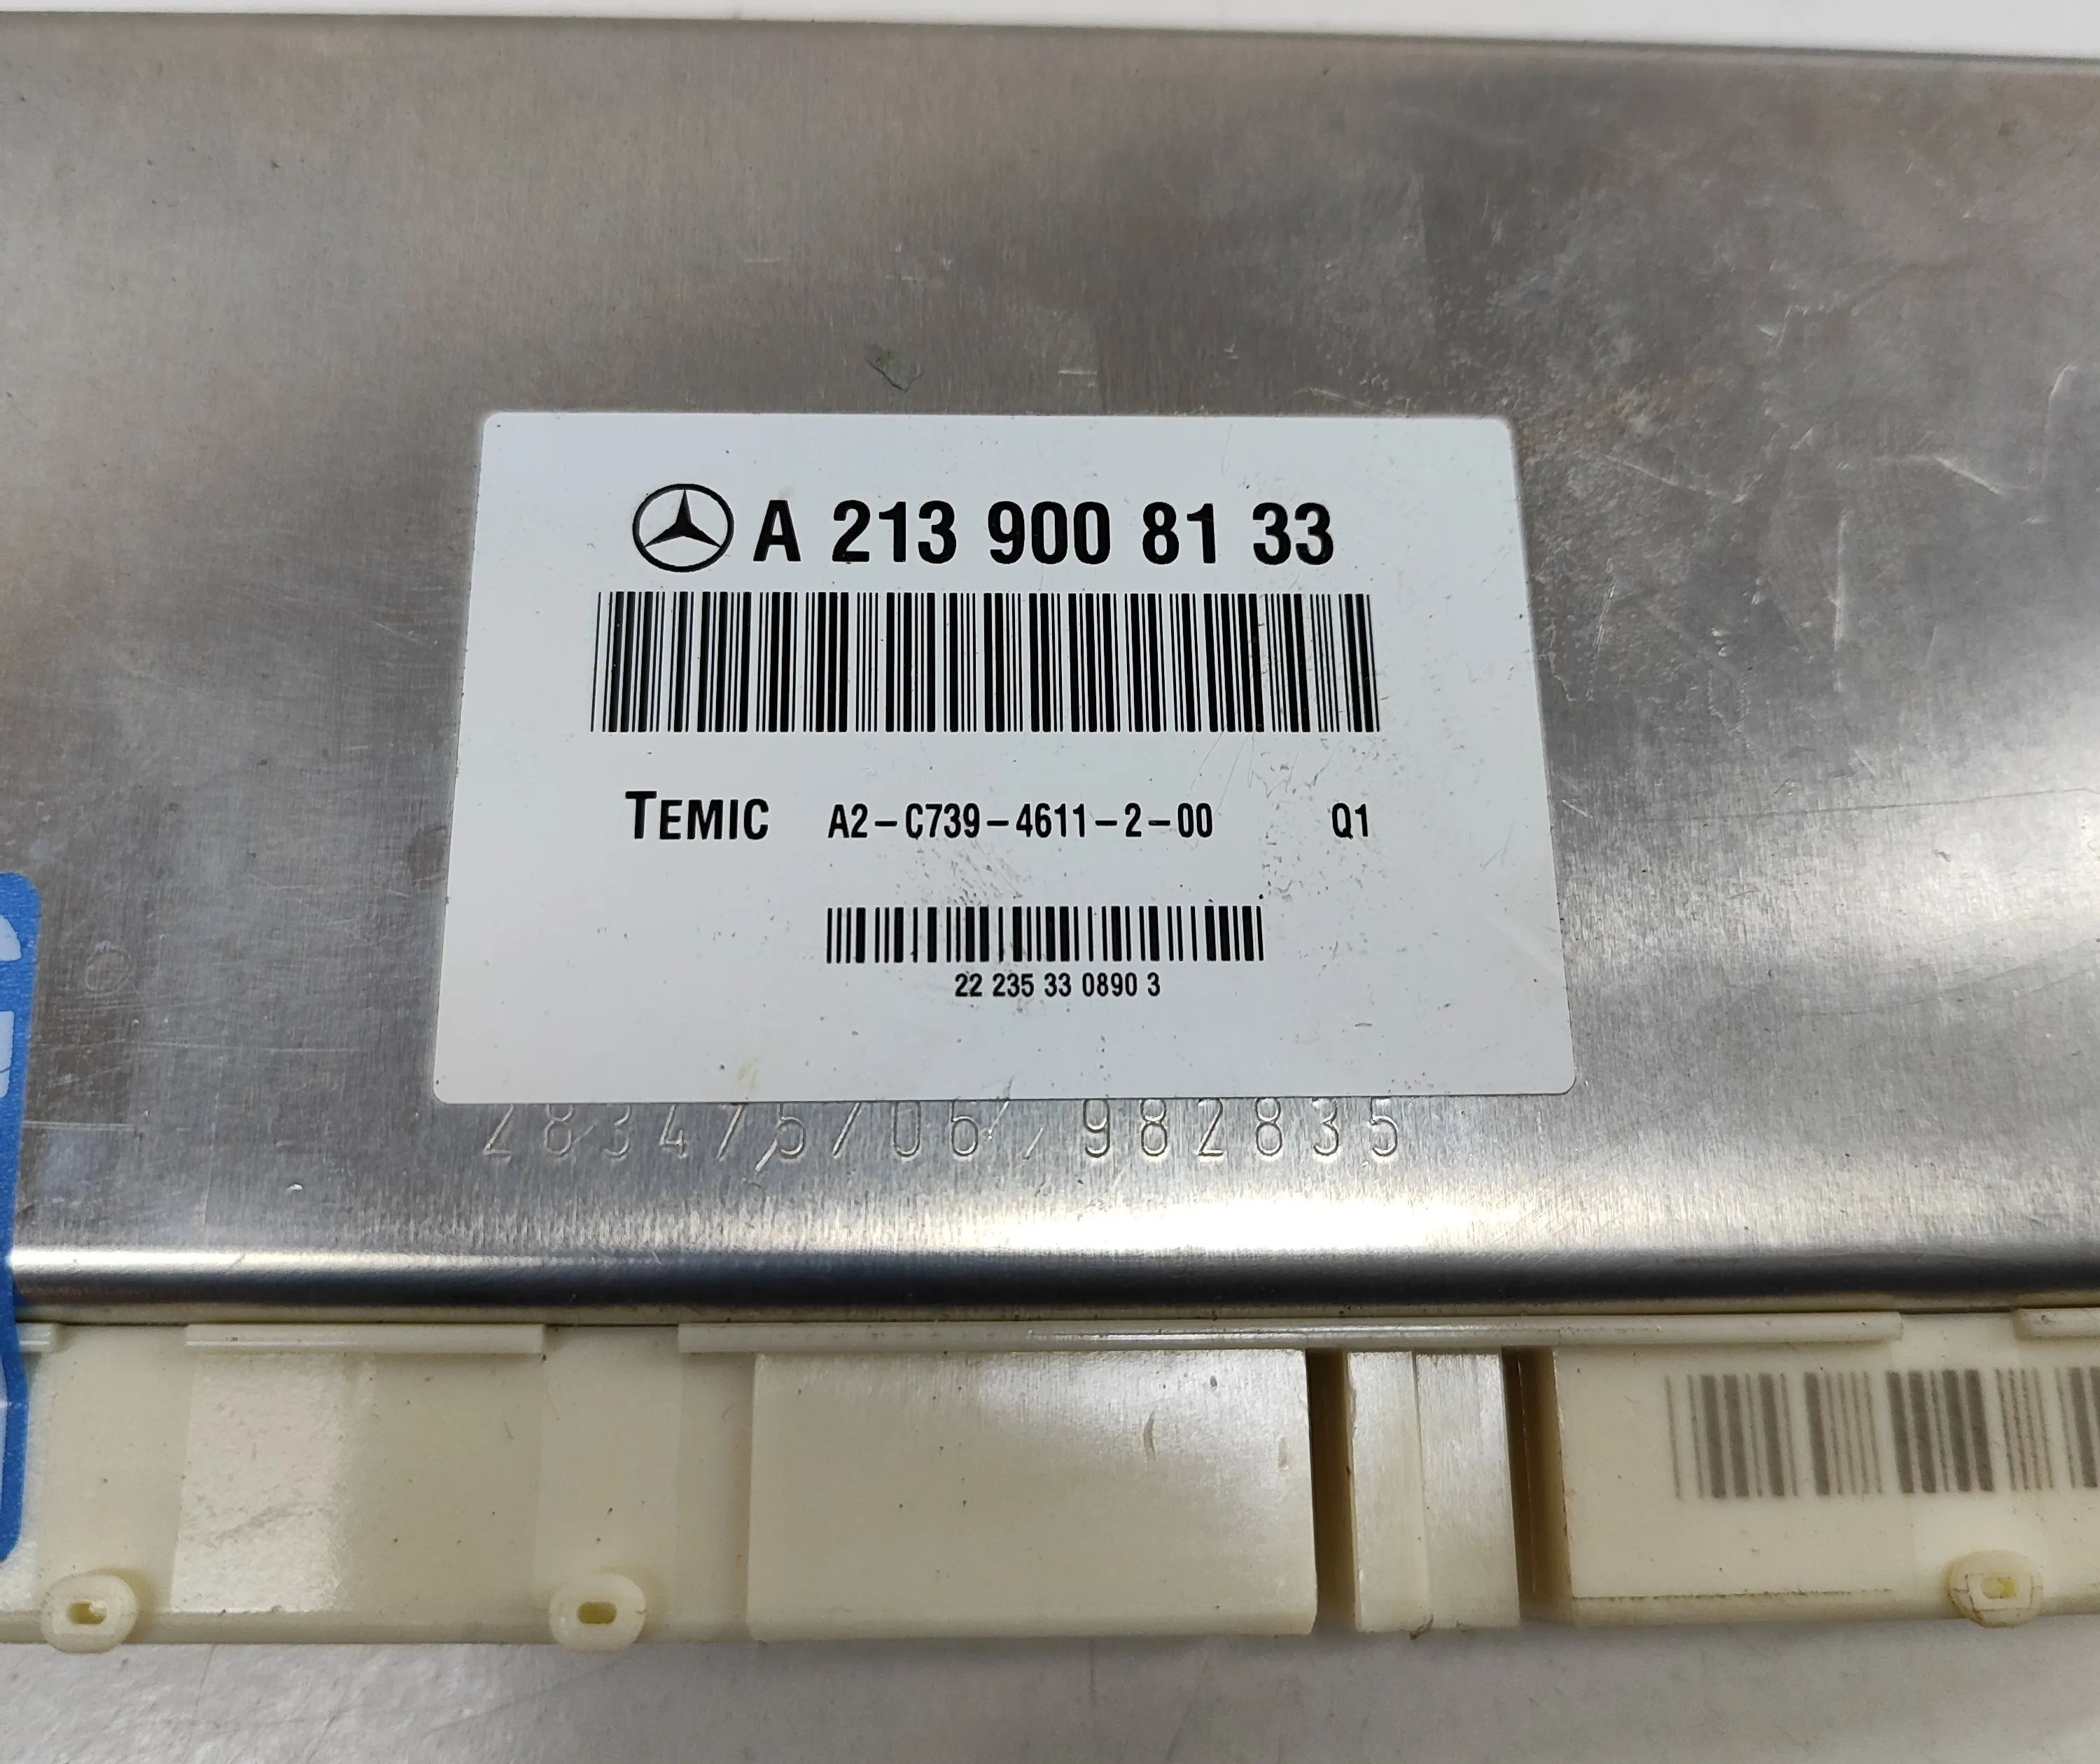 A 213 900 81 33
TEMIC A2-C739-4611-2-00 Q1
22 235 33 0890 3
283475/06 982835